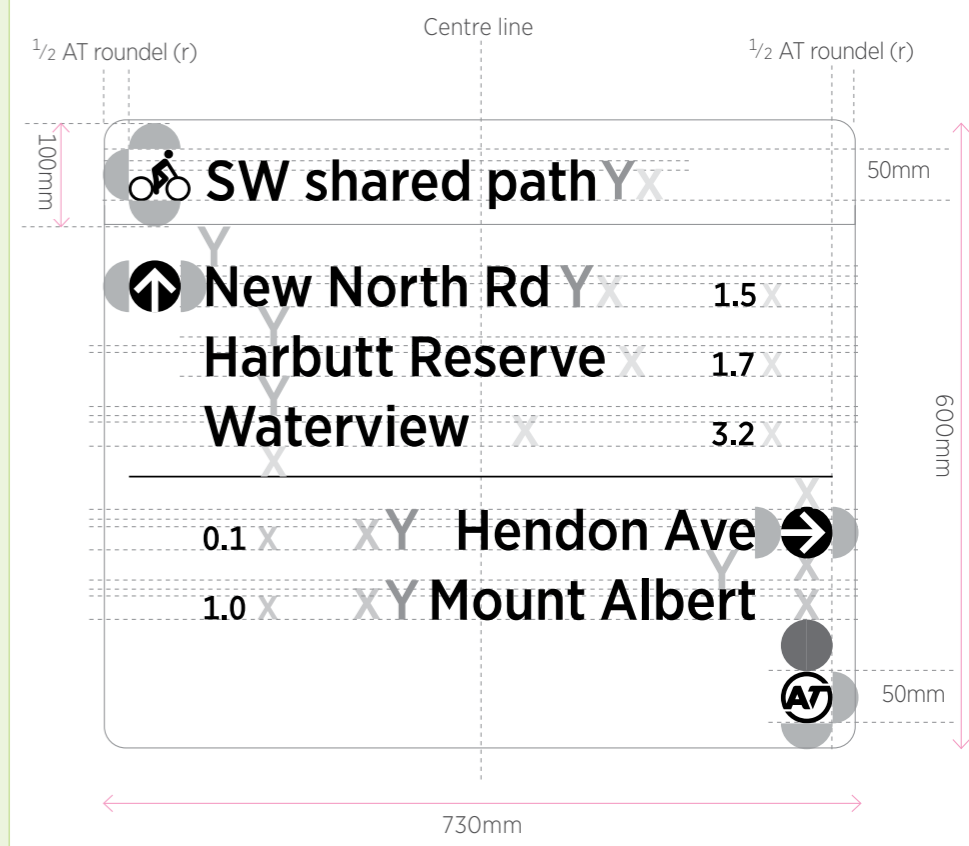 Centre line
1/2 AT roundel (r)
1/2 AT roundel (r)
100mm
SW shared path Y X
50mm
Y
New North Rd Y X 1.5 X
Y
Harbutt Reserve X 1.7 X
Y
Waterview X 3.2 X
X
600mm
X
0.1 X X Y Hendon Ave
Y X
1.0 X X Y Mount Albert X
AT
50mm
730mm